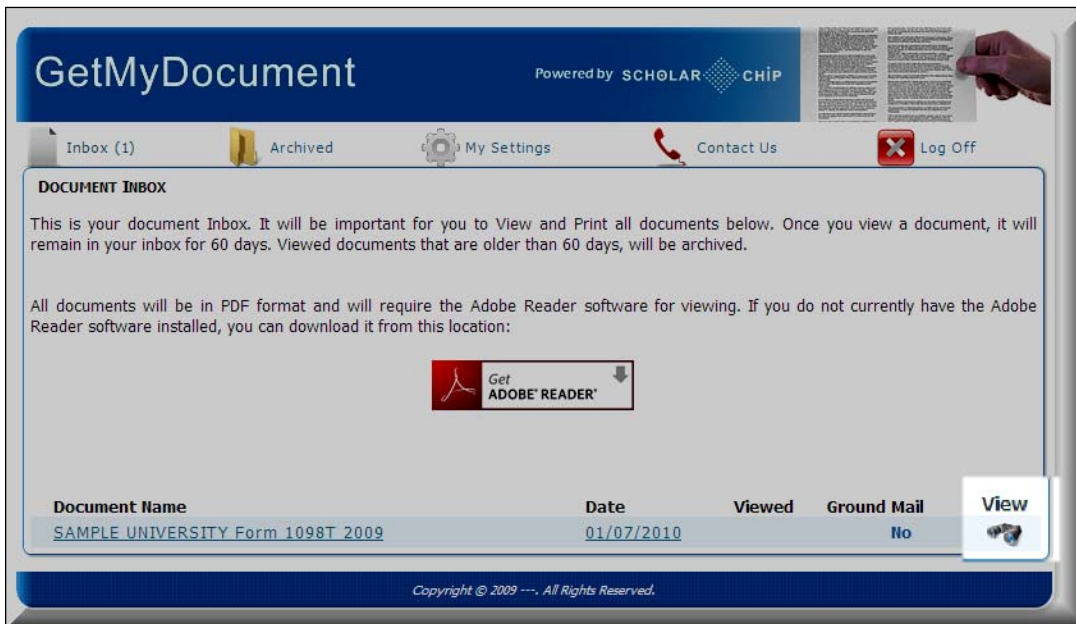 GetMyDocument
Powered by SCHOLAR CHIP
Inbox (1) Archived My Settings Contact Us Log Off
DOCUMENT INBOX
This is your document Inbox. It will be important for you to View and Print all documents below. Once you view a document, it will
remain in your inbox for 60 days. Viewed documents that are older than 60 days, will be archived.
All documents will be in PDF format and will require the Adobe Reader software for viewing. If you do not currently have the Adobe
Reader software installed, you can download it from this location:
Get
ADOBE® READER®
Document Name Date Viewed Ground Mail View
SAMPLE UNIVERSITY Form 1098T 2009 01/07/2010 No
Copyright © 2009 ---. All Rights Reserved.